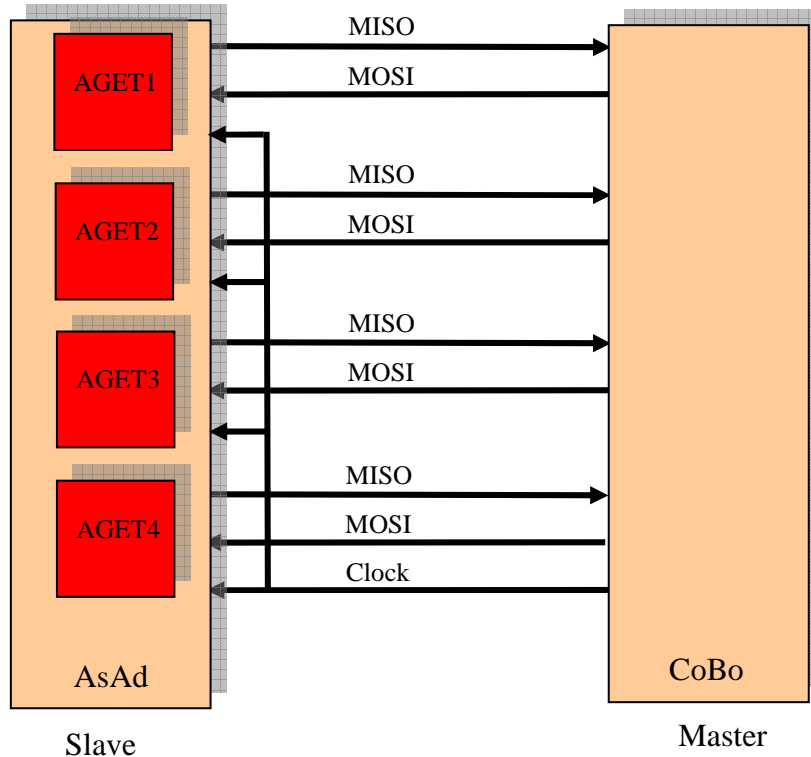 MISO
AGET1
MOSI
MISO
AGET2
MOSI
MISO
AGET3
MOSI
MISO
AGET4
MOSI
Clock
AsAd
CoBo
Slave
Master